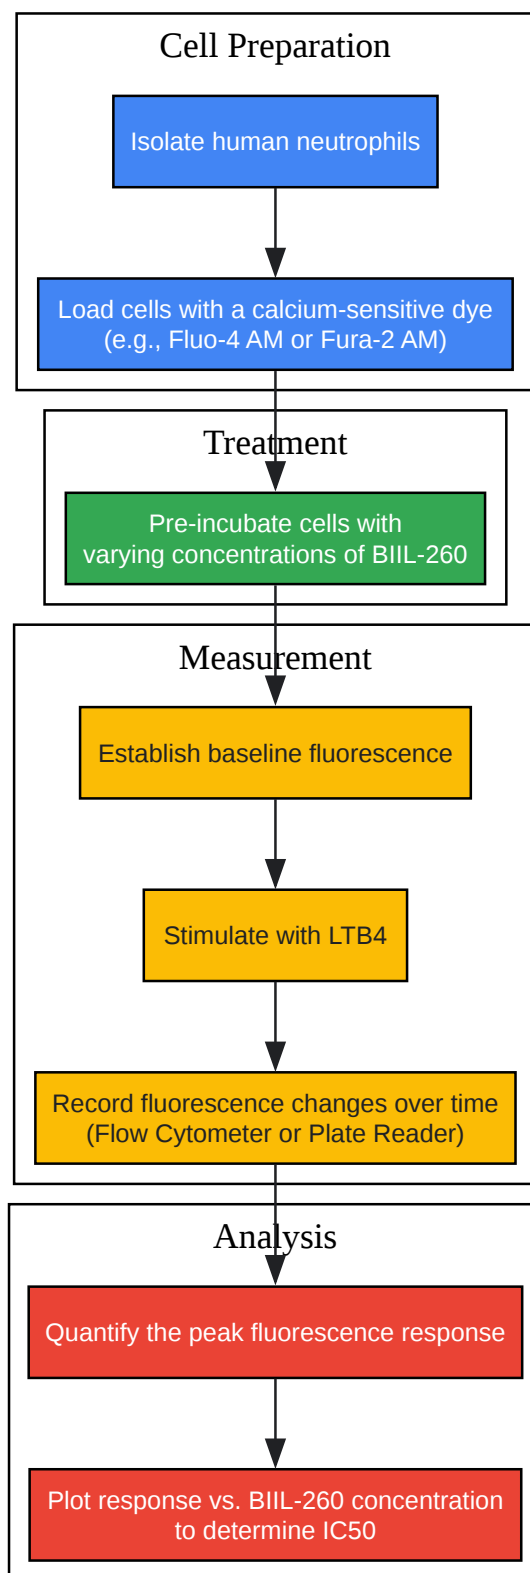 Cell Preparation
Isolate human neutrophils
Load cells with a calcium-sensitive dye
(e.g., Fluo-4 AM or Fura-2 AM)
Treatment
Pre-incubate cells with
varying concentrations of BIIL-260
Measurement
Establish baseline fluorescence
Stimulate with LTB4
Record fluorescence changes over time
(Flow Cytometer or Plate Reader)
Analysis
Quantify the peak fluorescence response
Plot response vs. BIIL-260 concentration
to determine IC50